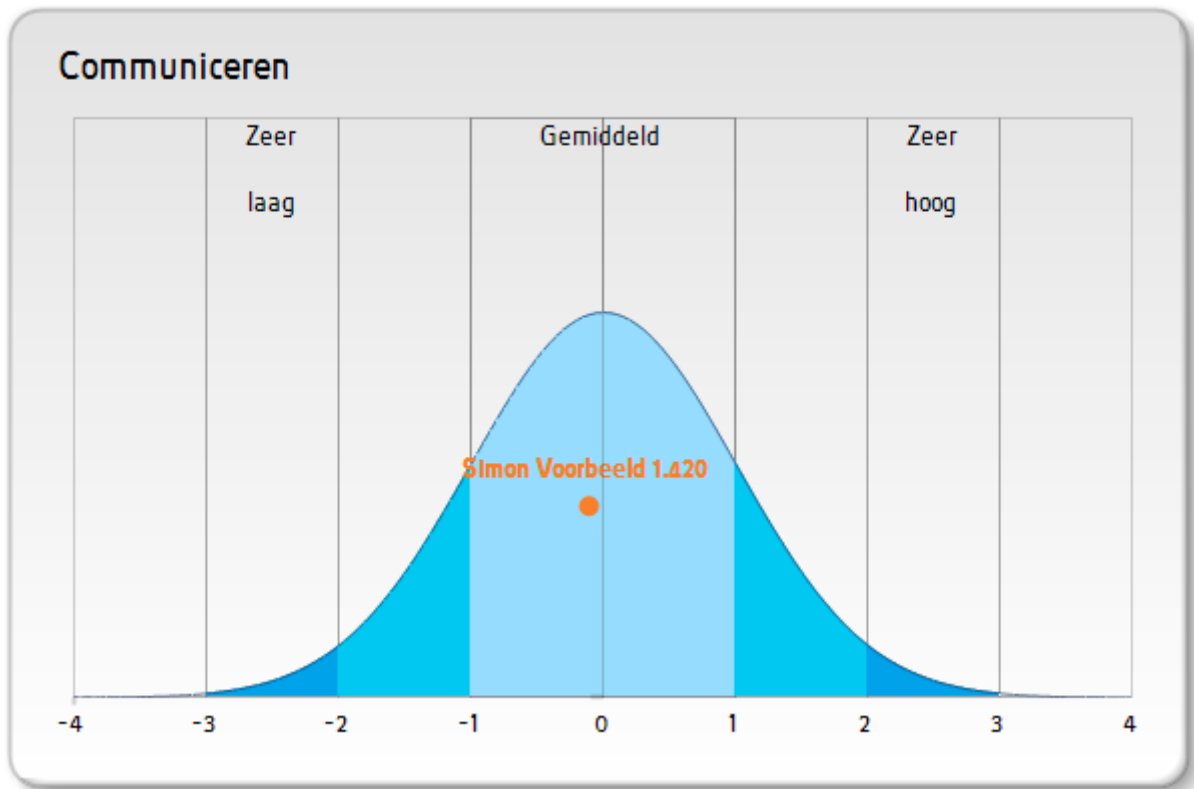 Communiceren
Zeer Gemiddeld Zeer
laag hoog
Simon Voorbeeld 1.420
-4 -3 -2 -1 0 1 2 3 4